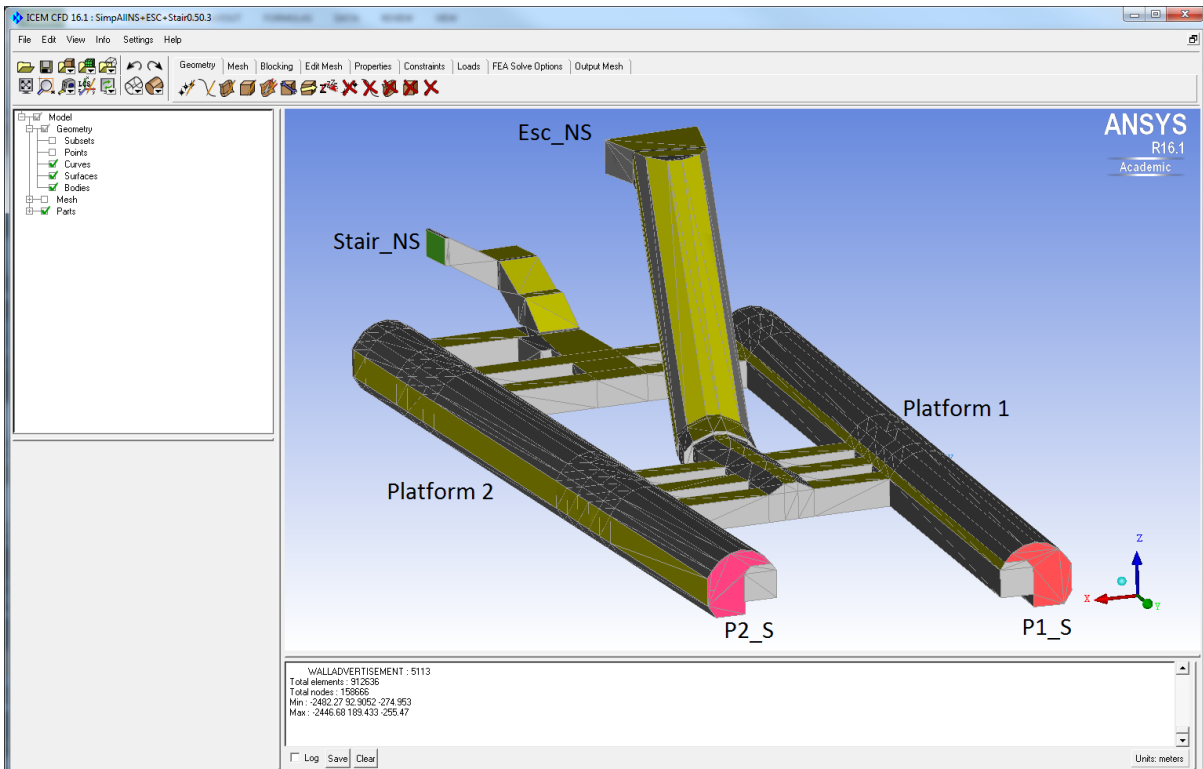 ICEM CFD 16.1 : SimpAllNS+ESC+Stair0.50.3
File Edit View Info Settings Help
Geometry Mesh Blocking Edit Mesh Properties Constraints Loads FEA Solve Options Output Mesh
Model
Geometry
Subsets
Points
Curves
Surfaces
Bodies
Mesh
Parts
ANSYS
R16.1
Academic
Esc_NS
Stair_NS
Platform 1
Platform 2
P2_S
P1_S
Z
X
Y
WALLADVERTISEMENT : 5113
Total elements : 912636
Total nodes : 158666
Min : -2482.27 92.9052 -274.953
Max : -2446.68 189.433 -255.47
Log Save Clear
Units: meters